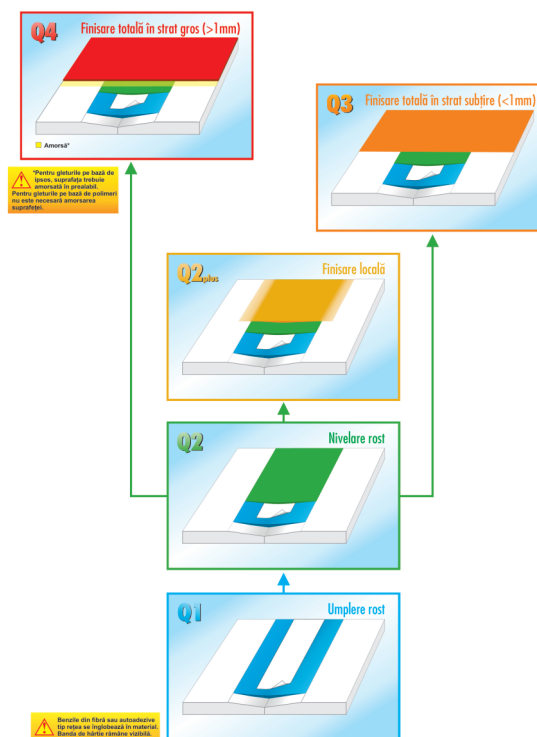 Q4 Finisare totală în strat gros (>1mm)
Amorsă*
*Pentru gleturile pe bază de
ipsos, suprafața trebuie
amorsată în prealabil.
Pentru gleturile pe bază de polimeri
nu este necesară amorsarea
suprafeței.
Q3 Finisare totală în strat subțire (<1mm)
Q2plus Finisare locală
Q2 Nivelare rost
Q1 Umplere rost
Benzile din fibră sau autoadezive
tip rețea se înglobează în material.
Banda de hârtie rămâne vizibilă.